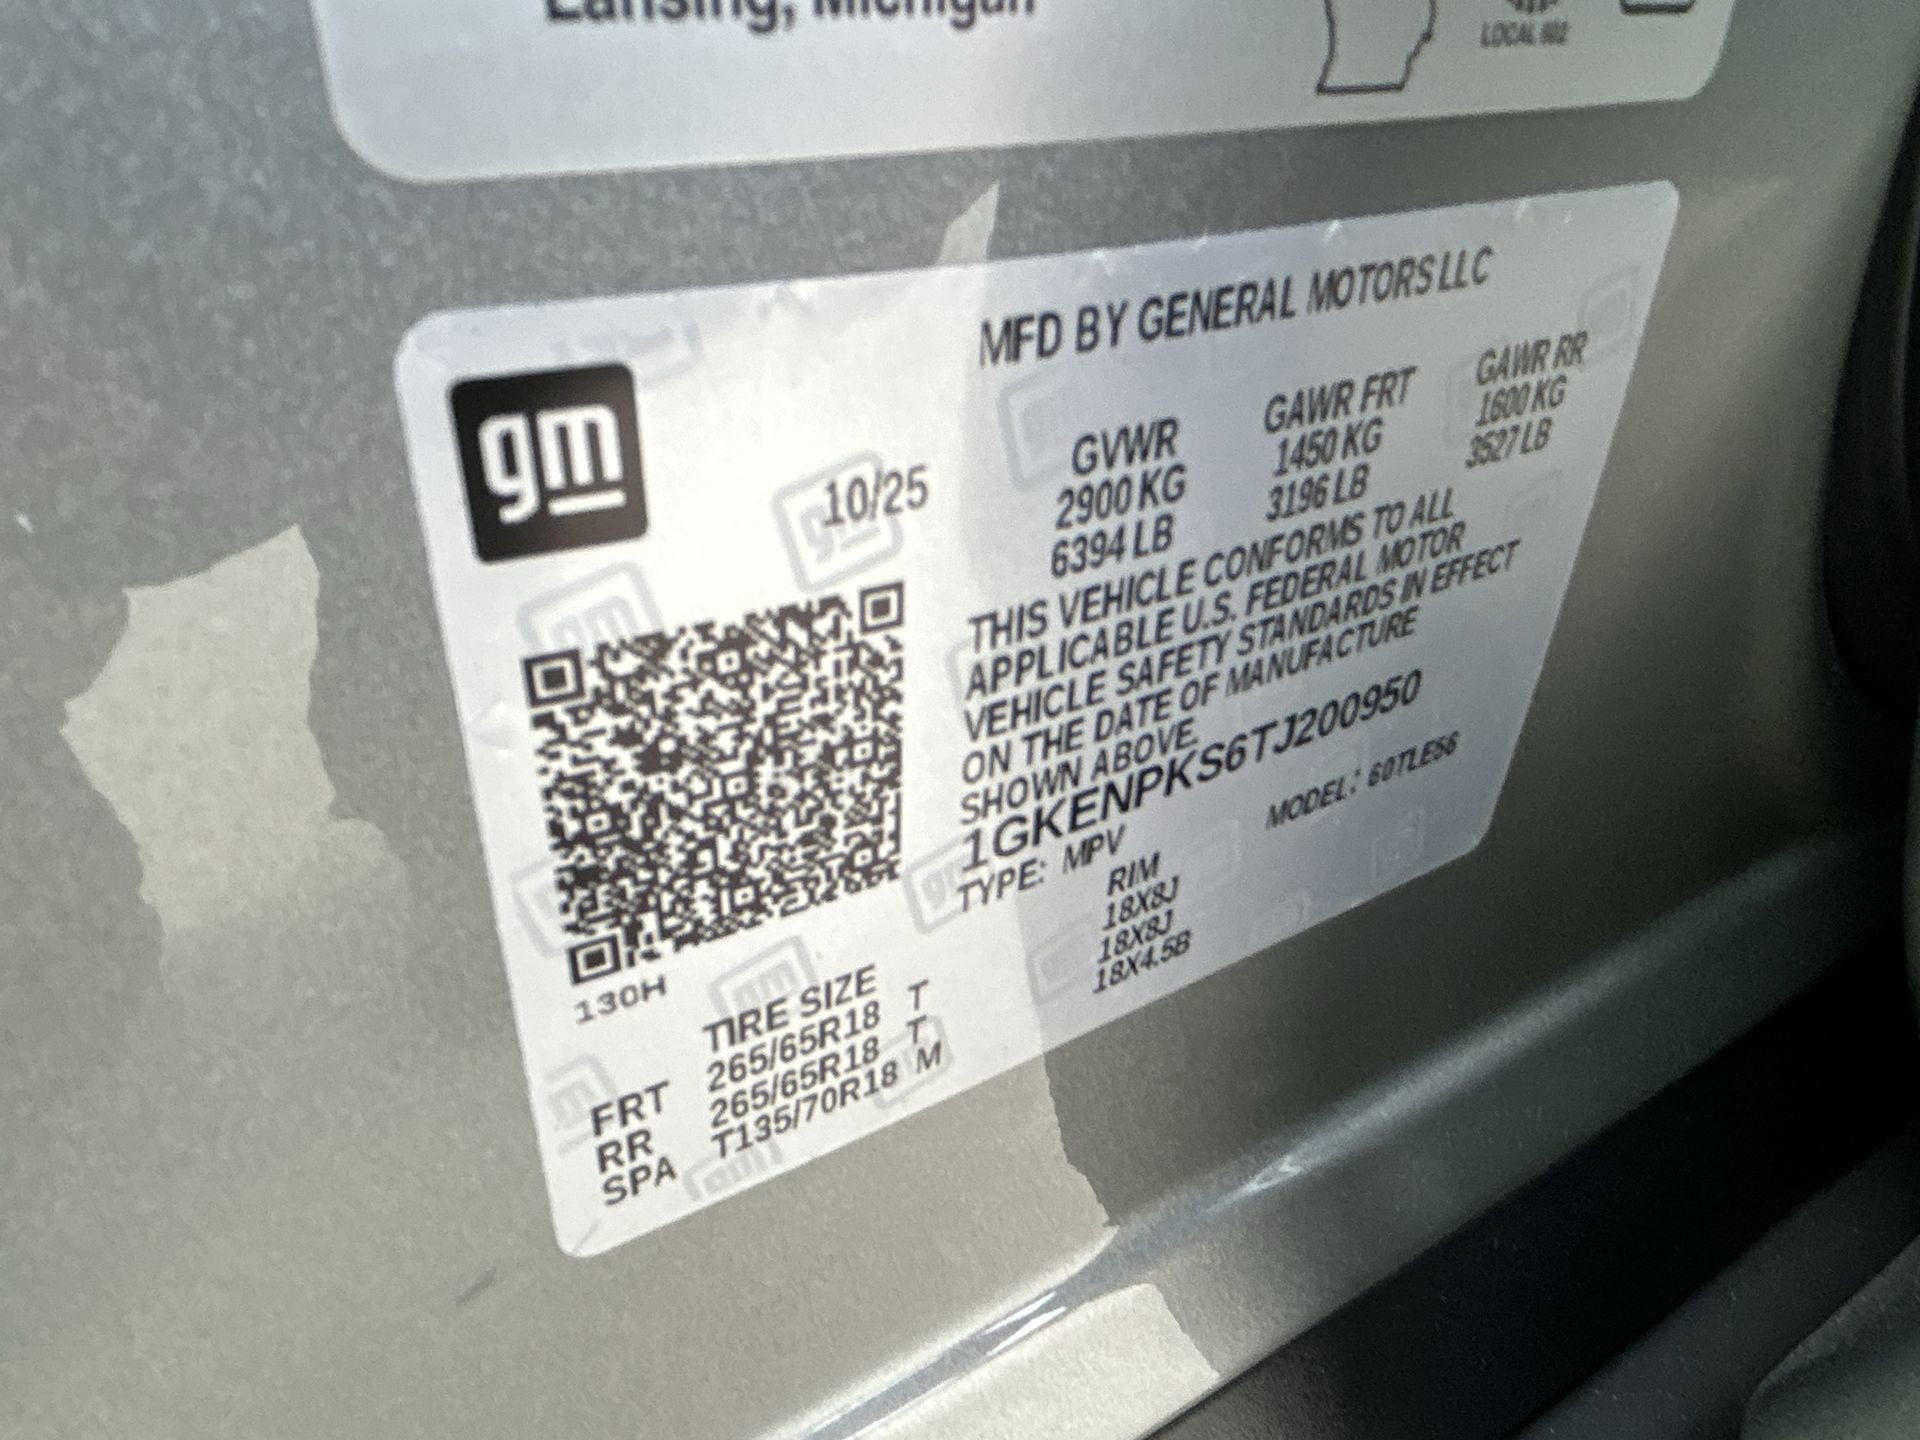 Lansing, Michigan
LOCAL 602
MFD BY GENERAL MOTORS LLC
gm
10/25
GVWR GAWR FRT GAWR RR
2900 KG 1450 KG 1600 KG
6394 LB 3196 LB 3527 LB
THIS VEHICLE CONFORMS TO ALL
APPLICABLE U.S. FEDERAL MOTOR
VEHICLE SAFETY STANDARDS IN EFFECT
ON THE DATE OF MANUFACTURE
SHOWN ABOVE.
1GKENPKS6TJ200950
TYPE: MPV MODEL: 60TLE56
130H
TIRE SIZE RIM
FRT 265/65R18 T 18X8J
RR 265/65R18 T 18X8J
SPA T135/70R18 M 18X4.5B